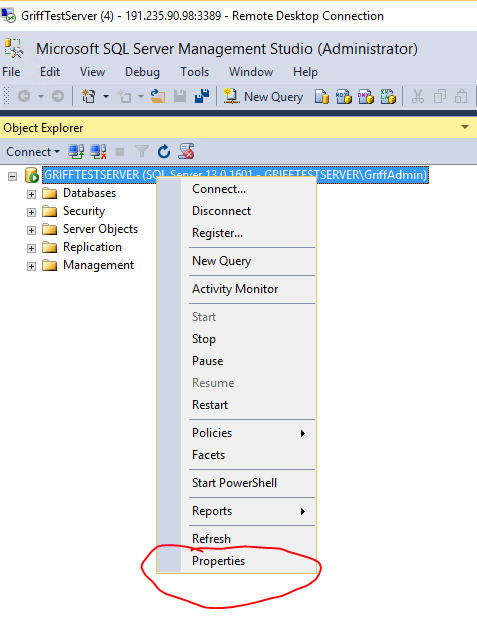 GriffTestServer (4) - 191.235.90.98:3389 - Remote Desktop Connection
Microsoft SQL Server Management Studio (Administrator)
File Edit View Debug Tools Window Help
New Query
Object Explorer
Connect
GRIFFTESTSERVER (SQL Server 13.0.1601 - GRIFFTESTSERVER\GriffAdmin)
Databases
Security
Server Objects
Replication
Management
Connect...
Disconnect
Register...
New Query
Activity Monitor
Start
Stop
Pause
Resume
Restart
Policies
Facets
Start PowerShell
Reports
Refresh
Properties